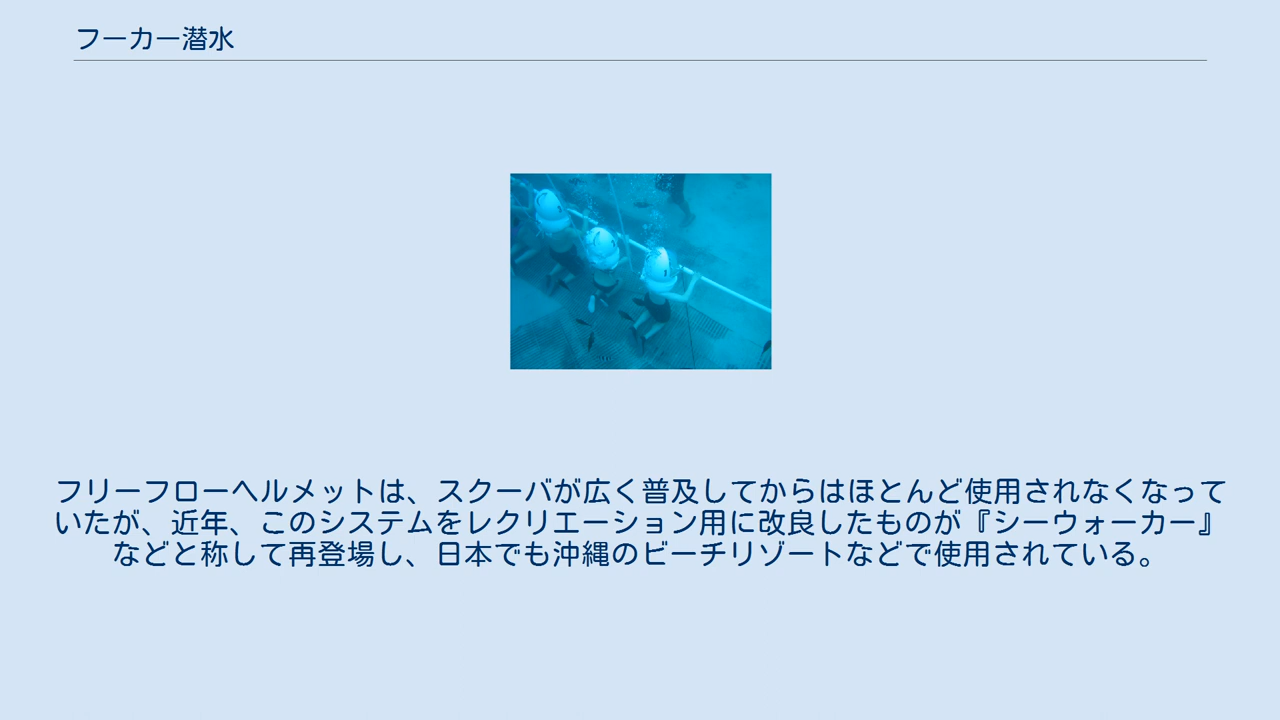 フーカー潜水
フリーフローヘルメットは、スクーバが広く普及してからはほとんど使用されなくなって
いたが、近年、このシステムをレクリエーション用に改良したものが『シーウォーカー』
などと称して再登場し、日本でも沖縄のビーチリゾートなどで使用されている。